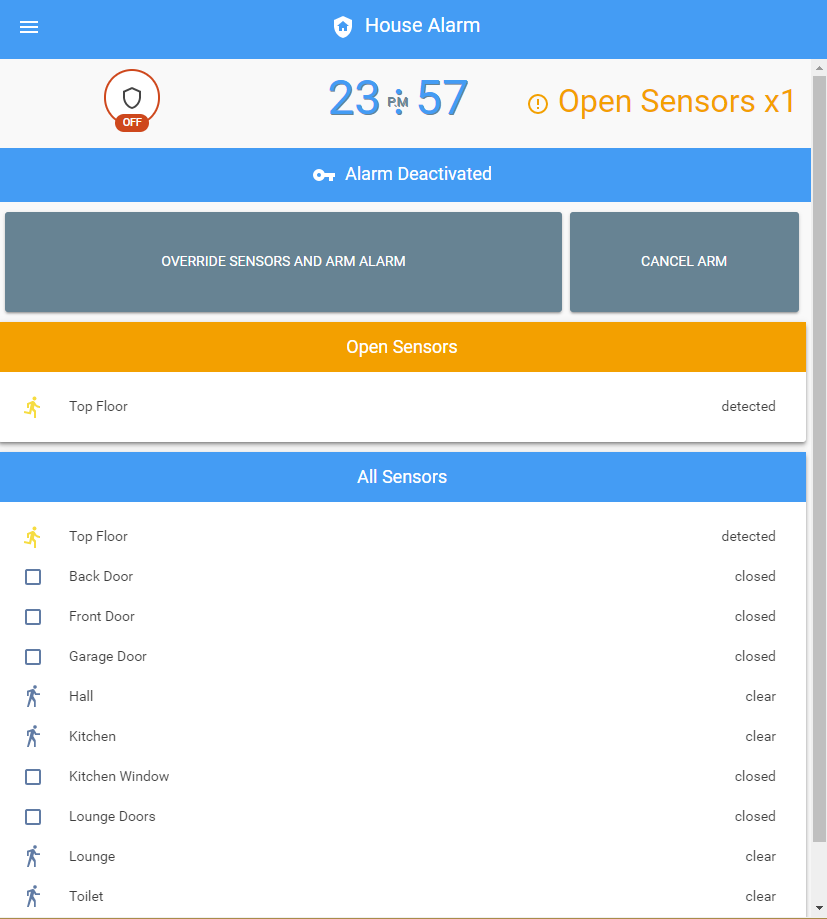 House Alarm
OFF
23 P.M 57
Open Sensors x1
Alarm Deactivated
OVERRIDE SENSORS AND ARM ALARM
CANCEL ARM
Open Sensors
Top Floor detected
All Sensors
Top Floor detected
Back Door closed
Front Door closed
Garage Door closed
Hall clear
Kitchen clear
Kitchen Window closed
Lounge Doors closed
Lounge clear
Toilet clear